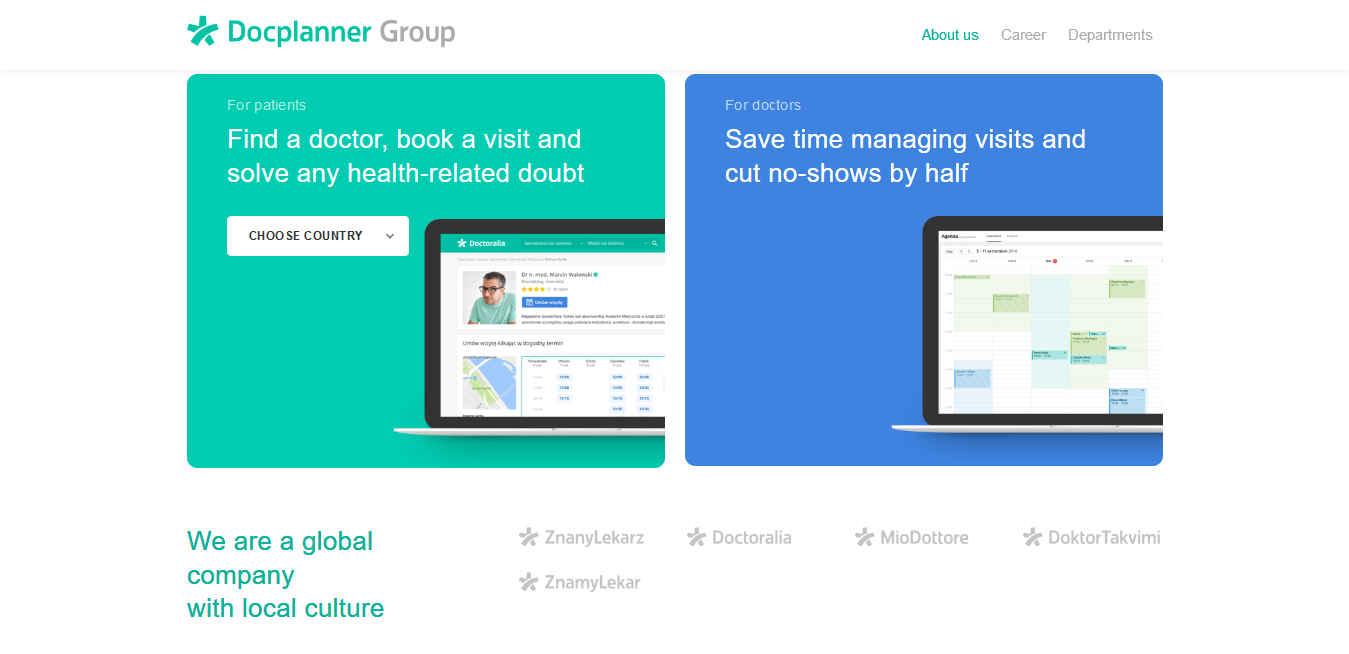 Docplanner Group
About us
Career
Departments
For patients
Find a doctor, book a visit and
solve any health-related doubt
CHOOSE COUNTRY
Doctoralia
Dr n. med. Marcin Walewski
Umów wizytę
Umów wizytę klikając w dogodny termin
For doctors
Save time managing visits and
cut no-shows by half
Agenda
We are a global
company
with local culture
ZnanyLekarz
Doctoralia
MioDottore
DoktorTakvimi
ZnamyLekar